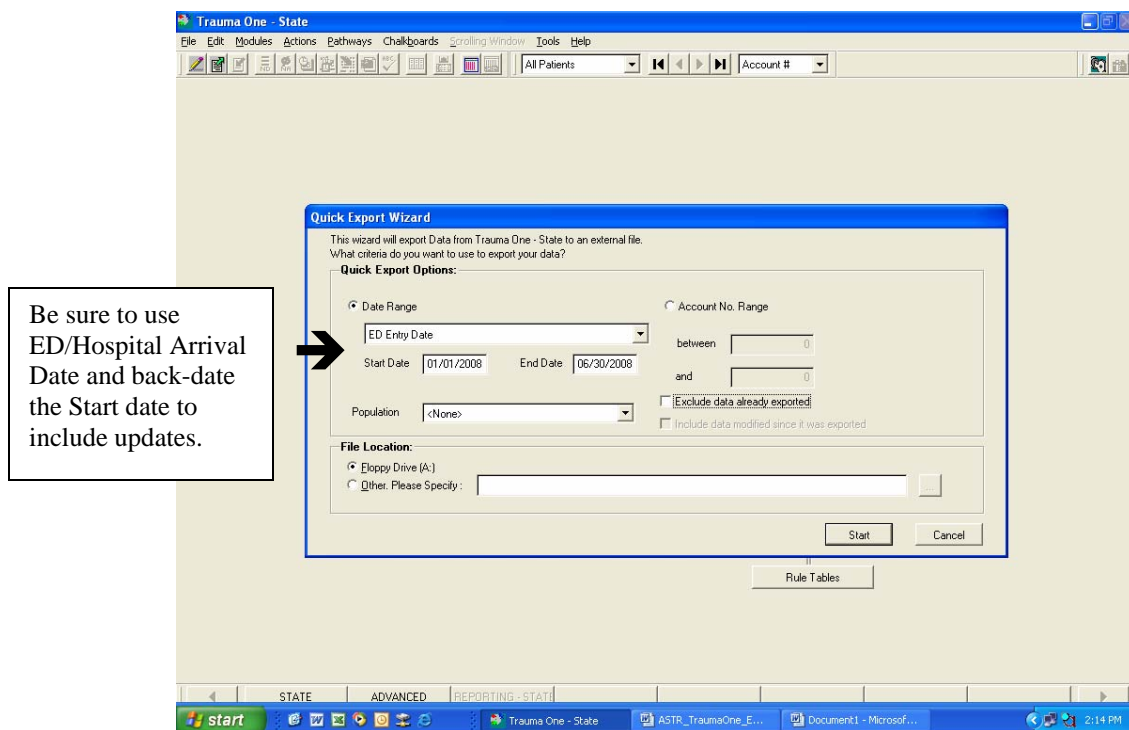 Trauma One - State
File Edit Modules Actions Pathways Chalkboards Scrolling Window Tools Help
All Patients Account #
Quick Export Wizard
This wizard will export Data from Trauma One - State to an external file.
What criteria do you want to use to export your data?
Quick Export Options:
Date Range Account No. Range
ED Entry Date
between 0
Start Date 01/01/2008 End Date 06/30/2008
and 0
Exclude data already exported
Population <None>
Include data modified since it was exported
File Location:
Floppy Drive (A:)
Other. Please Specify :
...
Start Cancel
Rule Tables
Be sure to use
ED/Hospital Arrival
Date and back-date
the Start date to
include updates.
STATE ADVANCED REPORTING - STATE
start Trauma One - State ASTR_TraumaOne_E... Document1 - Microsof... 2:14 PM